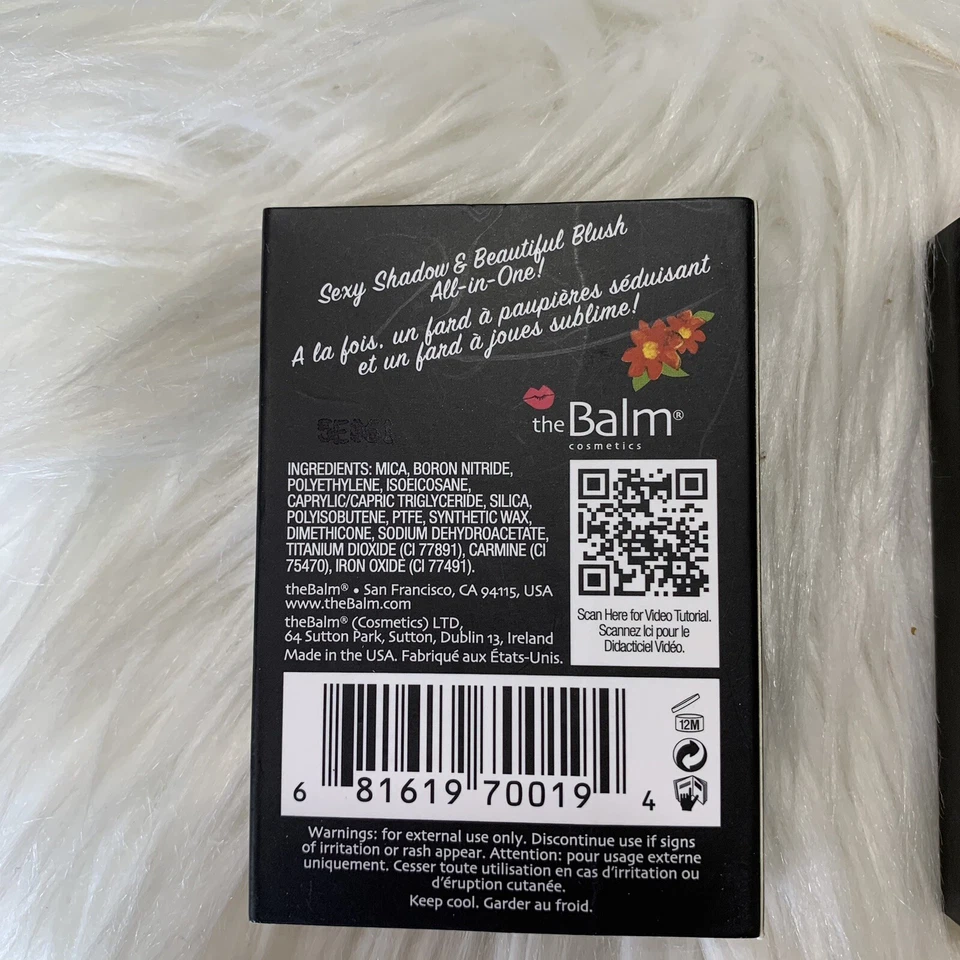 Sexy Shadow & Beautiful Blush
All-in-One!
A la fois, un fard à paupières séduisant
et un fard à joues sublime!
the Balm®
cosmetics
INGREDIENTS: MICA, BORON NITRIDE,
POLYETHYLENE, ISOEICOSANE,
CAPRYLIC/CAPRIC TRIGLYCERIDE, SILICA,
POLYISOBUTENE, PTFE, SYNTHETIC WAX,
DIMETHICONE, SODIUM DEHYDROACETATE,
TITANIUM DIOXIDE (CI 77891), CARMINE (CI
75470), IRON OXIDE (CI 77491).
theBalm® • San Francisco, CA 94115, USA
www.theBalm.com
theBalm® (Cosmetics) LTD,
64 Sutton Park, Sutton, Dublin 13, Ireland
Made in the USA. Fabriqué aux États-Unis.
Scan Here for Video Tutorial.
Scannez Ici pour le
Didacticiel Vidéo.
6 81619 70019 4
12M
Warnings: for external use only. Discontinue use if signs
of irritation or rash appear. Attention: pour usage externe
uniquement. Cesser toute utilisation en cas d'irritation ou
d'éruption cutanée.
Keep cool. Garder au froid.